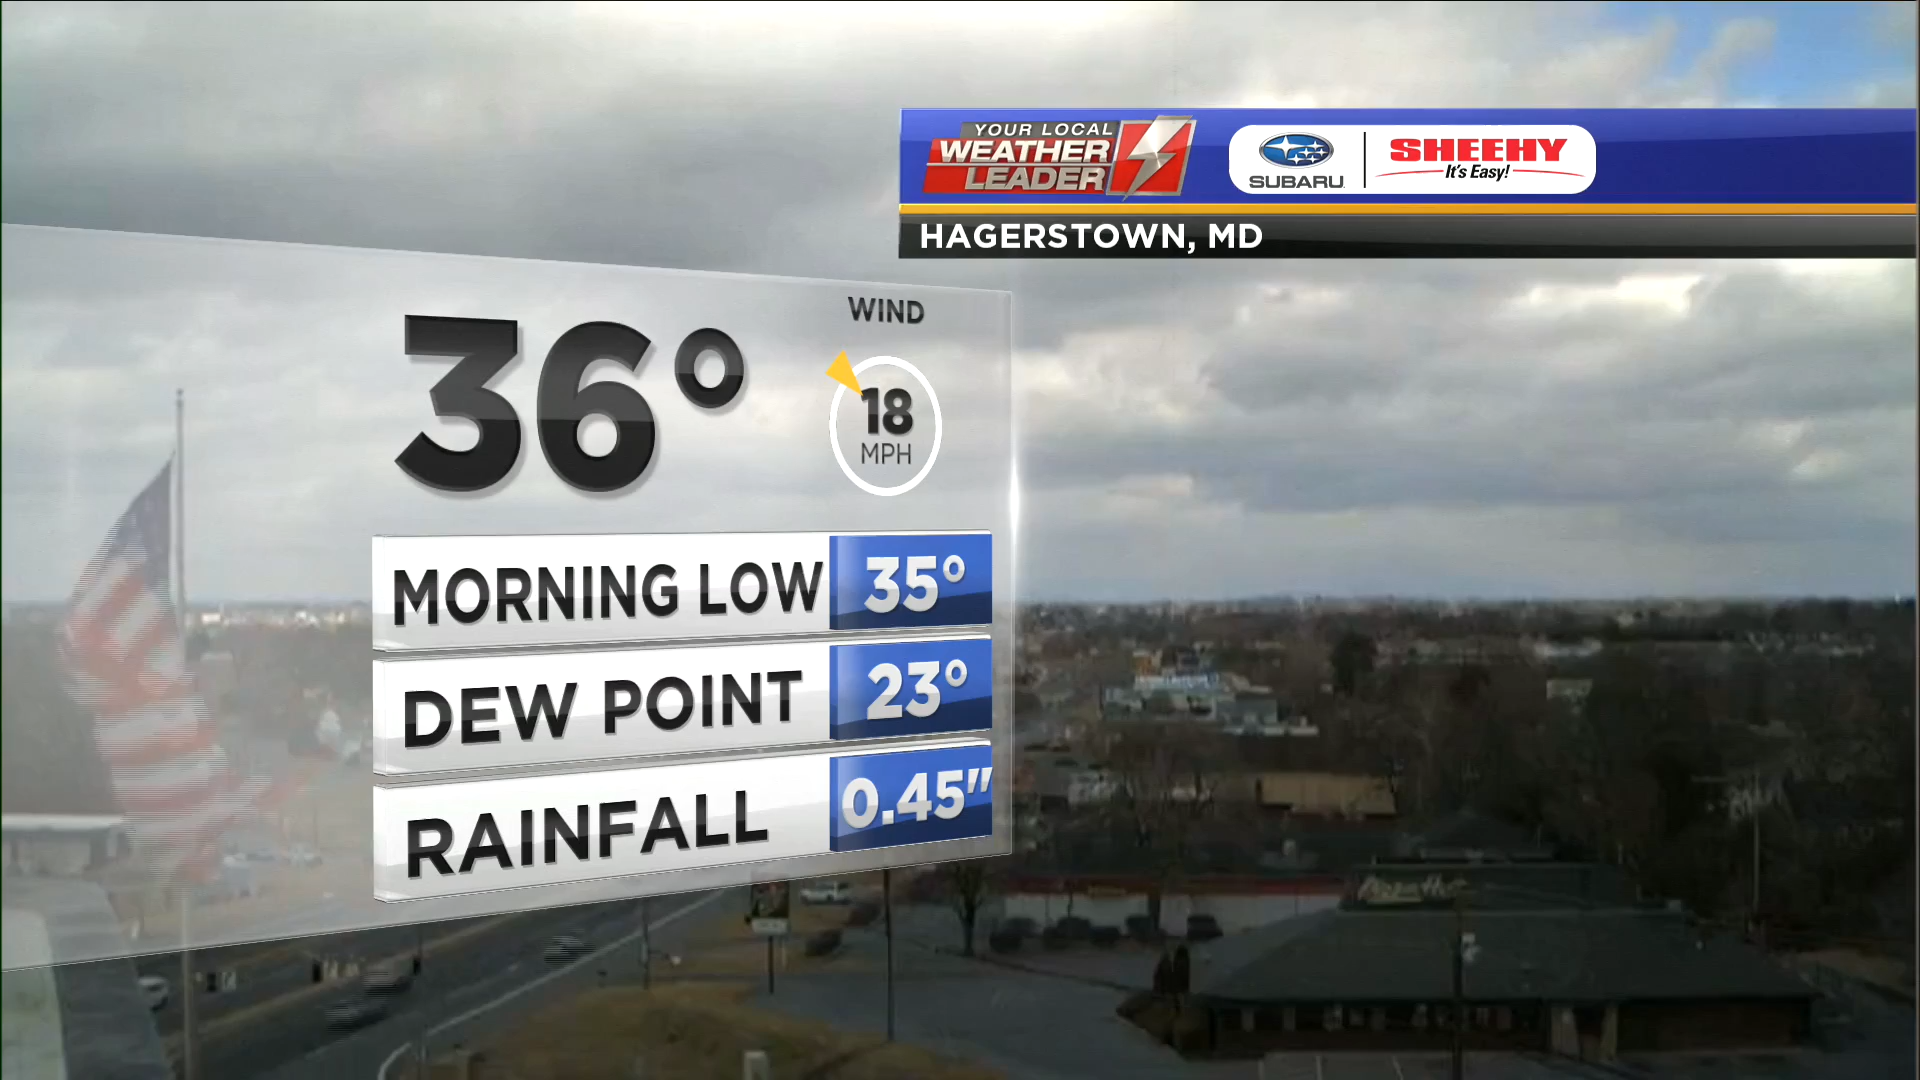 YOUR LOCAL
WEATHER
LEADER
SUBARU
SHEEHY
It's Easy!
HAGERSTOWN, MD
36°
WIND
18
MPH
MORNING LOW 35°
DEW POINT 23°
RAINFALL 0.45"